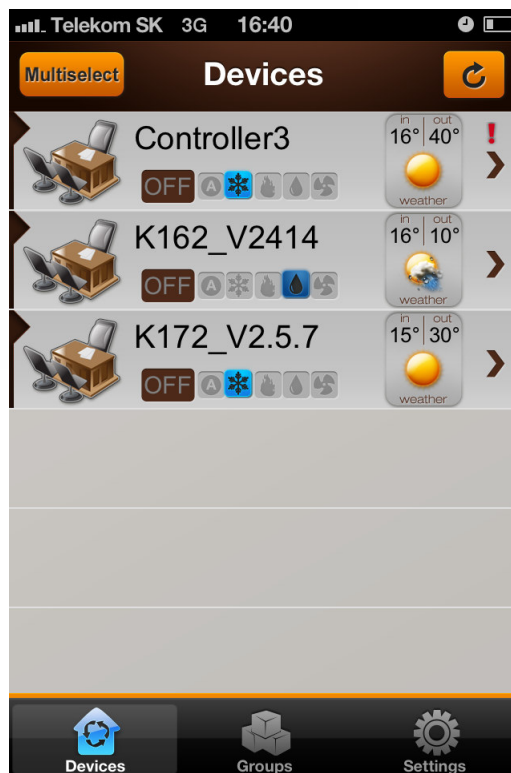 Telekom SK 3G 16:40
Multiselect Devices
Controller3
in out
16° 40° !
OFF A
weather
K162_V2414
in out
16° 10°
OFF A
weather
K172_V2.5.7
in out
15° 30°
OFF A
weather
Devices Groups Settings